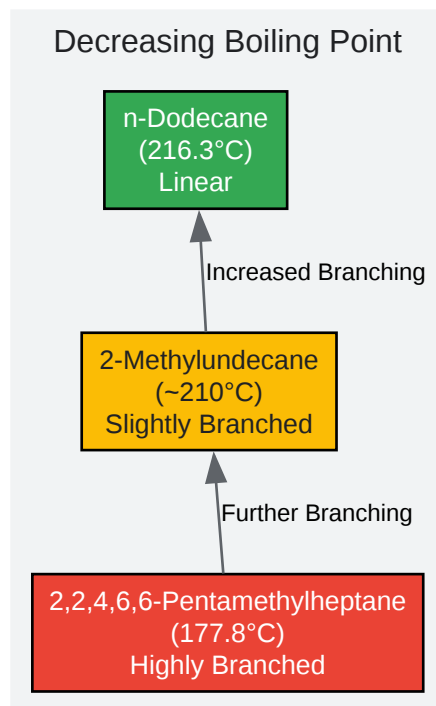 Decreasing Boiling Point
n-Dodecane
(216.3°C)
Linear
Increased Branching
2-Methylundecane
(~210°C)
Slightly Branched
Further Branching
2,2,4,6,6-Pentamethylheptane
(177.8°C)
Highly Branched